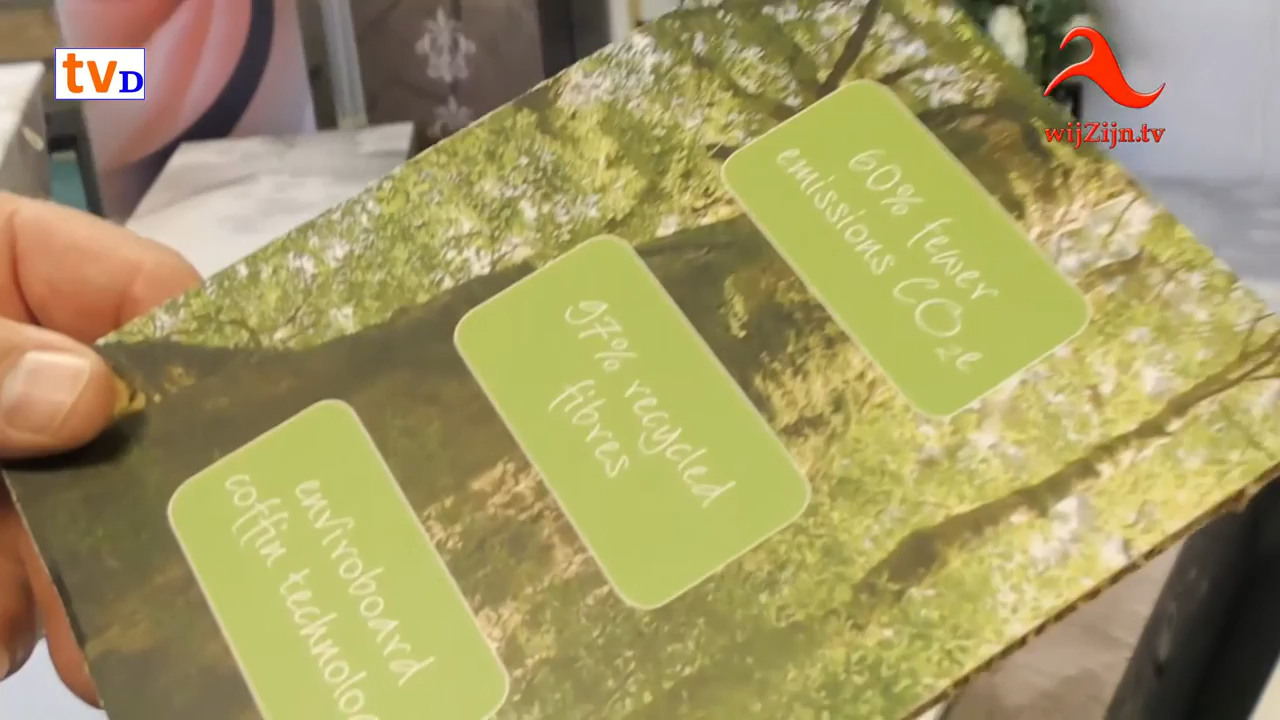 tvD
wijZijn.tv
60% fewer
emissions CO2e
97% recycled
fibres
enviroboard
coffin technolo